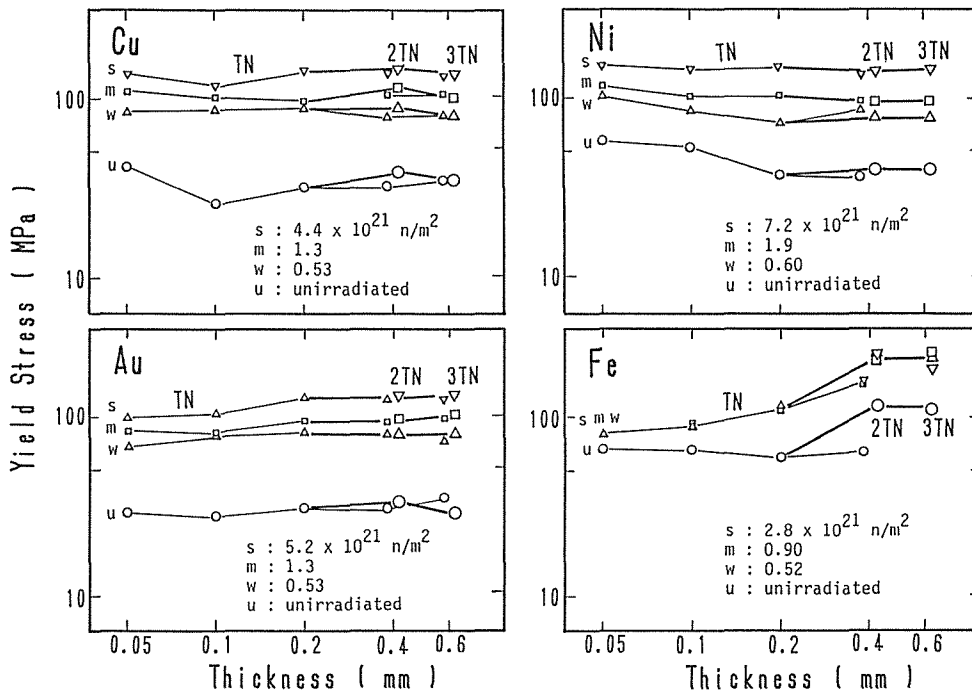 Cu
TN
2TN
3TN
s
m
w
u
100
10
s : 4.4 x 10^21 n/m^2
m : 1.3
w : 0.53
u : unirradiated
Ni
TN
2TN
3TN
s
m
w
u
100
10
s : 7.2 x 10^21 n/m^2
m : 1.9
w : 0.60
u : unirradiated
Yield Stress ( MPa )
Au
TN
2TN
3TN
s
m
w
u
100
10
s : 5.2 x 10^21 n/m^2
m : 1.3
w : 0.53
u : unirradiated
0.05 0.1 0.2 0.4 0.6
Thickness ( mm )
Fe
TN
2TN
3TN
s m w
u
100
10
s : 2.8 x 10^21 n/m^2
m : 0.90
w : 0.52
u : unirradiated
0.05 0.1 0.2 0.4 0.6
Thickness ( mm )